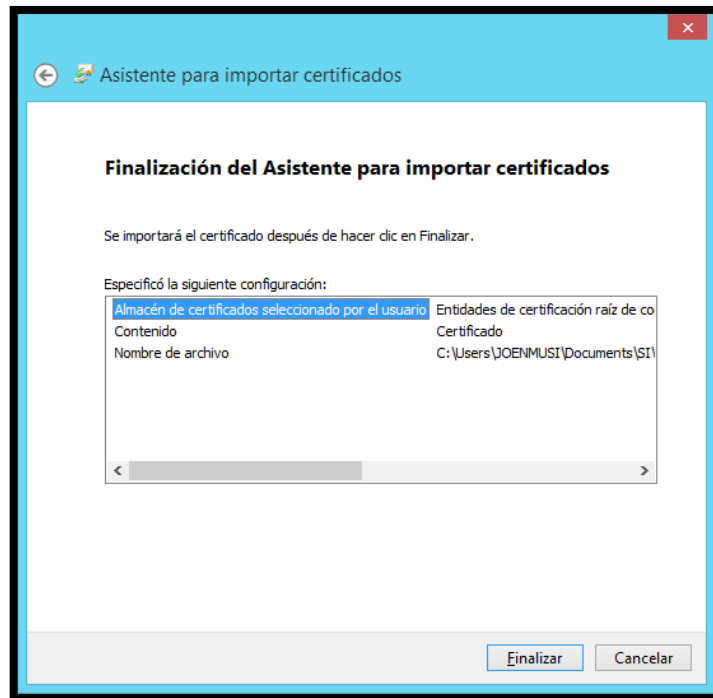 Asistente para importar certificados
Finalización del Asistente para importar certificados
Se importará el certificado después de hacer clic en Finalizar.
Especificó la siguiente configuración:
Almacén de certificados seleccionado por el usuario Entidades de certificación raíz de co
Contenido Certificado
Nombre de archivo C:\Users\JOENMUSI\Documents\SI\
Finalizar Cancelar